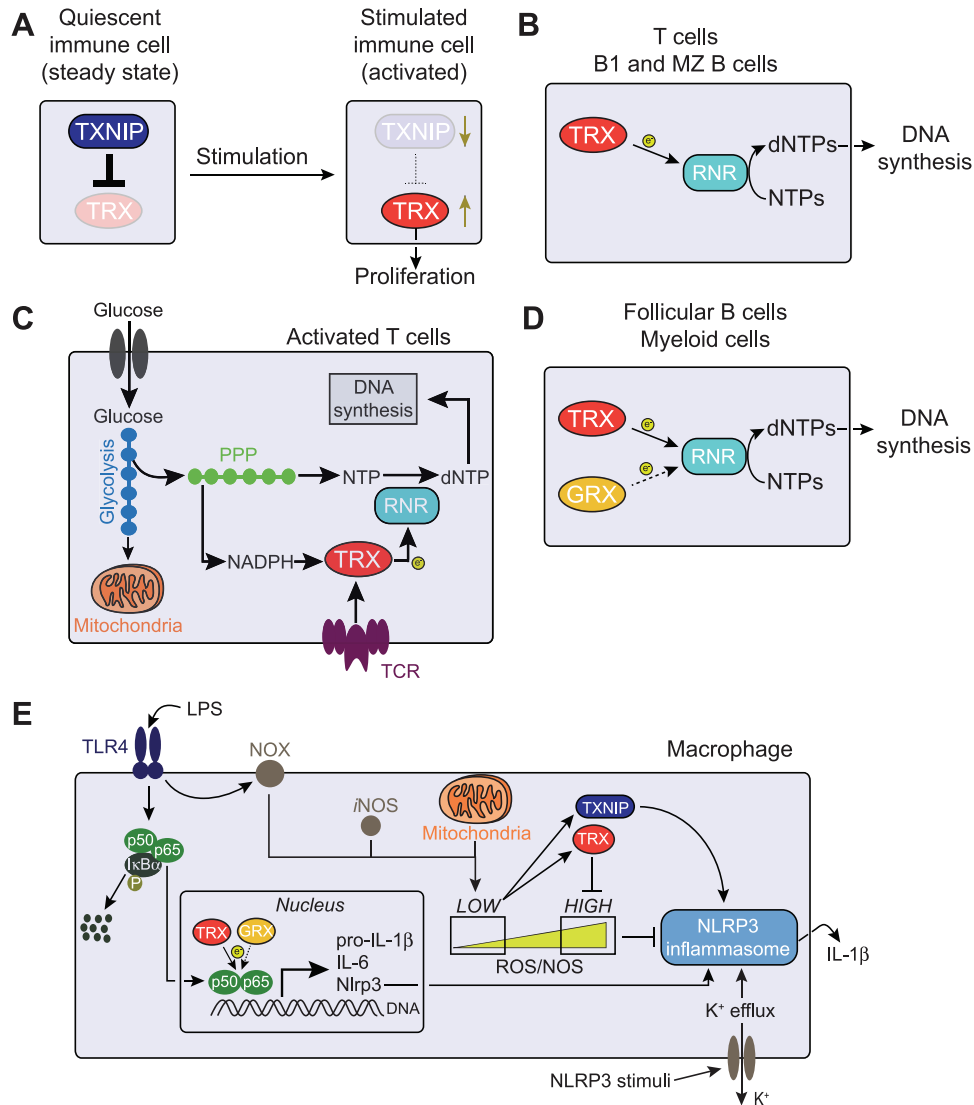 A
Quiescent
immune cell
(steady state)
TXNIP
TRX
Stimulation
Stimulated
immune cell
(activated)
TXNIP
TRX
Proliferation
B
T cells
B1 and MZ B cells
TRX
e-
RNR
dNTPs
NTPs
DNA
synthesis
C
Glucose
Activated T cells
Glucose
Glycolysis
PPP
NTP
dNTP
DNA
synthesis
RNR
NADPH
TRX
e-
Mitochondria
TCR
D
Follicular B cells
Myeloid cells
TRX
e-
GRX
e-
RNR
dNTPs
NTPs
DNA
synthesis
E
LPS
TLR4
NOX
Macrophage
iNOS
Mitochondria
TXNIP
TRX
p50
p65
IκBα
P
LOW
HIGH
ROS/NOS
NLRP3
inflammasome
IL-1β
Nucleus
TRX
GRX
e-
p50
p65
pro-IL-1β
IL-6
Nlrp3
DNA
K+ efflux
NLRP3 stimuli
K+